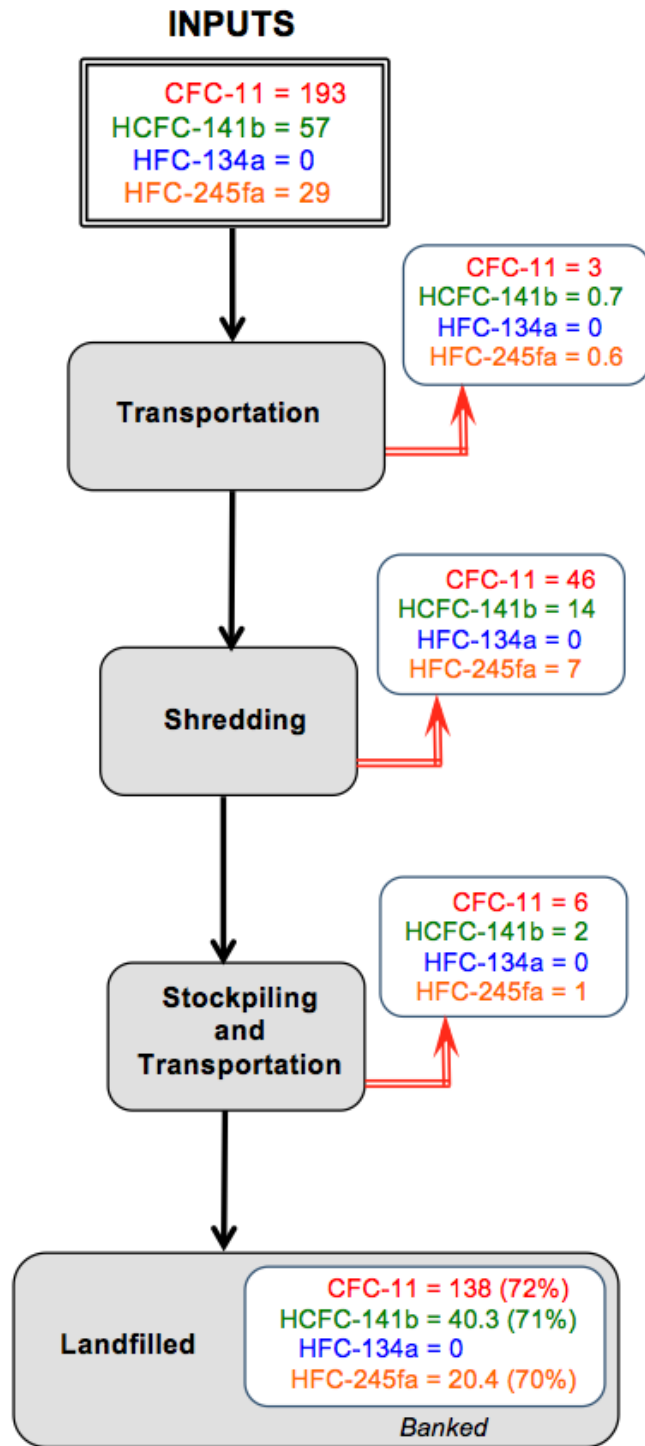 INPUTS
CFC-11 = 193
HCFC-141b = 57
HFC-134a = 0
HFC-245fa = 29
CFC-11 = 3
HCFC-141b = 0.7
HFC-134a = 0
HFC-245fa = 0.6
Transportation
CFC-11 = 46
HCFC-141b = 14
HFC-134a = 0
HFC-245fa = 7
Shredding
CFC-11 = 6
HCFC-141b = 2
HFC-134a = 0
HFC-245fa = 1
Stockpiling
and
Transportation
Landfilled
CFC-11 = 138 (72%)
HCFC-141b = 40.3 (71%)
HFC-134a = 0
HFC-245fa = 20.4 (70%)
Banked